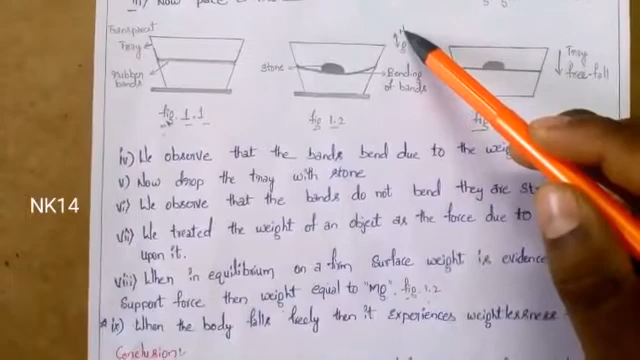 iii) Now place
Transparent
Tray
rubber
bands
fig 1.1
Stone
Bending
of bands
fig 1.2
g
Tray
free-fall
fig
iv) We observe that the bands bend due to the
v) Now drop the tray with stone
vi) We observe that the bands do not bend they are
vii) We treated the weight of an object as the force due to
upon it.
viii) When in equilibrium on a firm surface weight is evidence
Support force then weight equal to "Mg". fig 1.2
ix) When the body falls freely then it experiences weightlessness
Conclusion:
NK14